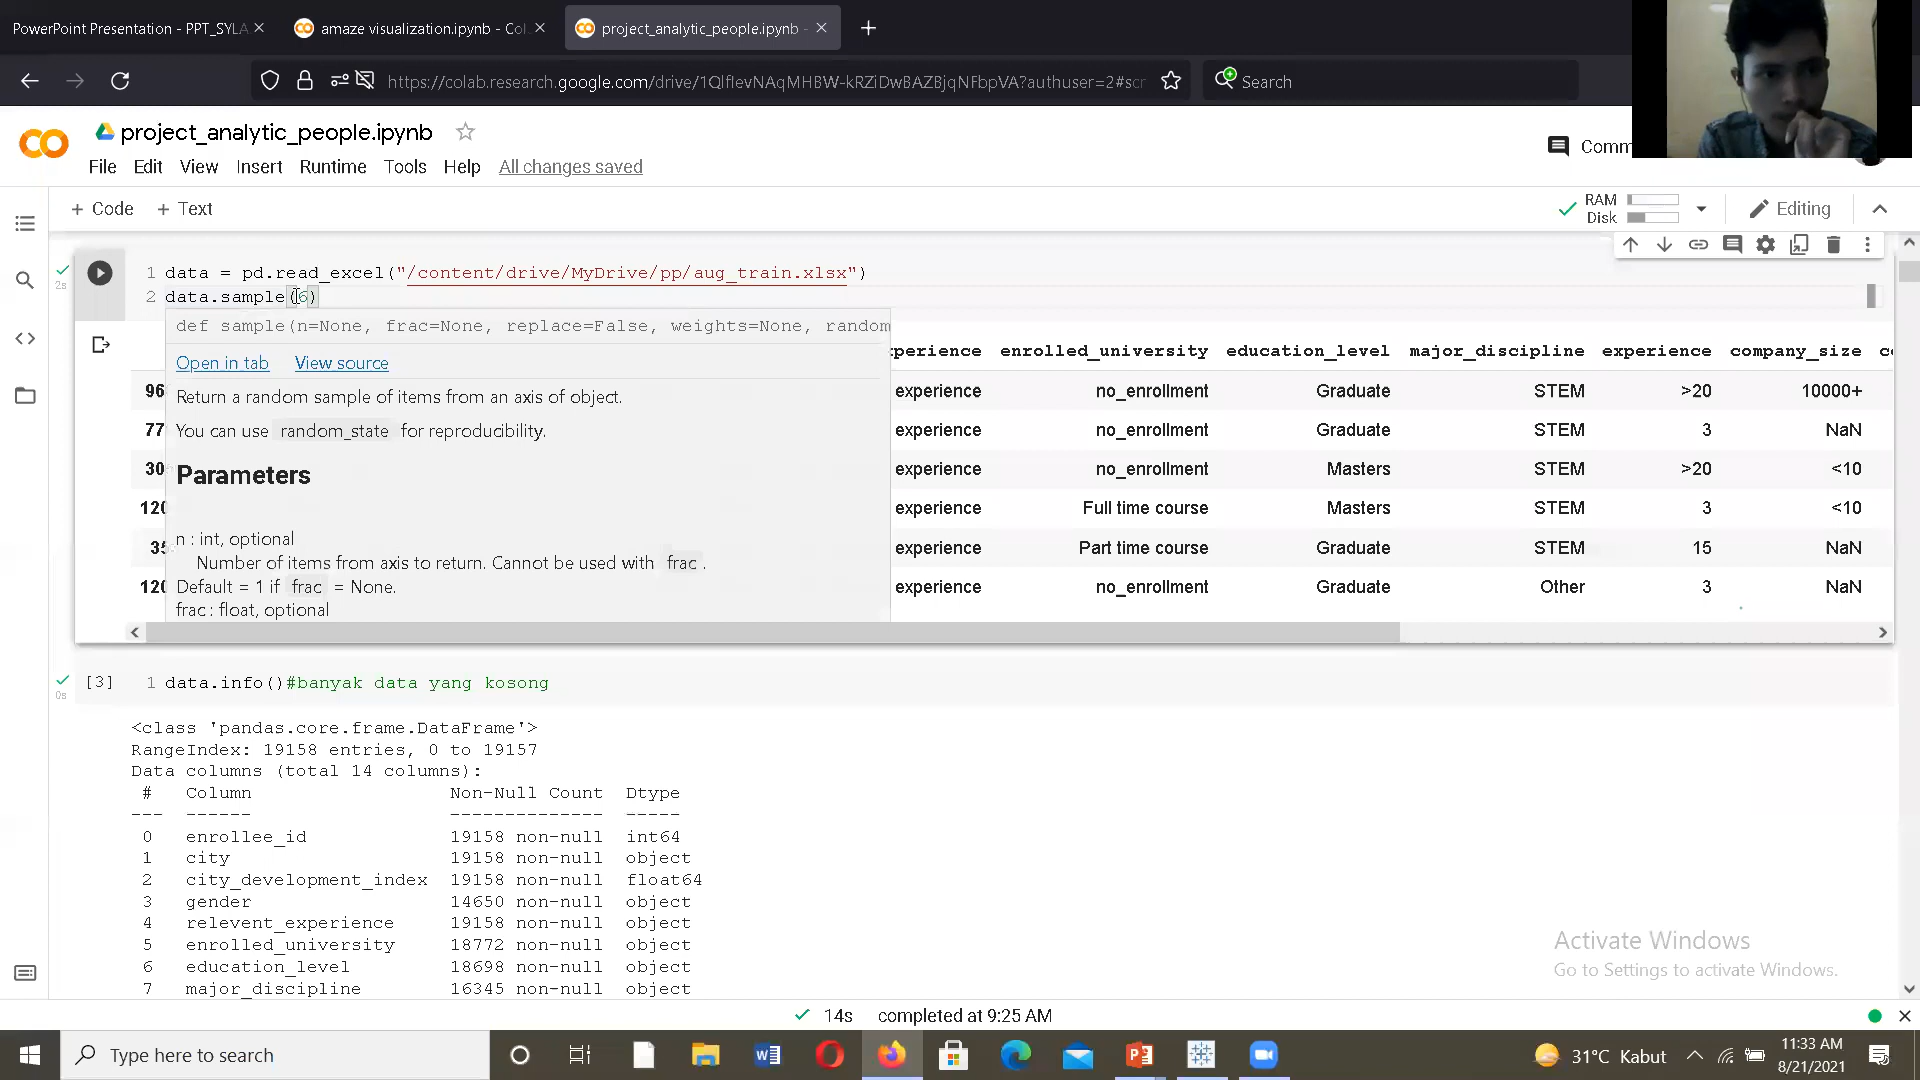 PowerPoint Presentation - PPT_SYLA
amaze visualization.ipynb - Col
project_analytic_people.ipynb -
https://colab.research.google.com/drive/1QlfIevNAqMHBW-kRZiDwBAZBjqNFbpVA?authuser=2#scr
Search
project_analytic_people.ipynb
Comm
File Edit View Insert Runtime Tools Help All changes saved
+ Code + Text
RAM
Disk
Editing
2s
1 data = pd.read_excel("/content/drive/MyDrive/pp/aug_train.xlsx")
2 data.sample(6)
def sample(n=None, frac=None, replace=False, weights=None, random
Open in tab View source
Return a random sample of items from an axis of object.
You can use random_state for reproducibility.
Parameters
n : int, optional
Number of items from axis to return. Cannot be used with frac .
Default = 1 if frac = None.
frac : float, optional
perience enrolled_university education_level major_discipline experience company_size co
96 experience no_enrollment Graduate STEM >20 10000+
77 experience no_enrollment Graduate STEM 3 NaN
30 experience no_enrollment Masters STEM >20 <10
120 experience Full time course Masters STEM 3 <10
35 experience Part time course Graduate STEM 15 NaN
120 experience no_enrollment Graduate Other 3 NaN
0s
[3] 1 data.info()#banyak data yang kosong
<class 'pandas.core.frame.DataFrame'>
RangeIndex: 19158 entries, 0 to 19157
Data columns (total 14 columns):
# Column Non-Null Count Dtype
--- ------ -------------- -----
0 enrollee_id 19158 non-null int64
1 city 19158 non-null object
2 city_development_index 19158 non-null float64
3 gender 14650 non-null object
4 relevent_experience 19158 non-null object
5 enrolled_university 18772 non-null object
6 education_level 18698 non-null object
7 major_discipline 16345 non-null object
Activate Windows
Go to Settings to activate Windows.
14s completed at 9:25 AM
Type here to search
31°C Kabut
11:33 AM
8/21/2021